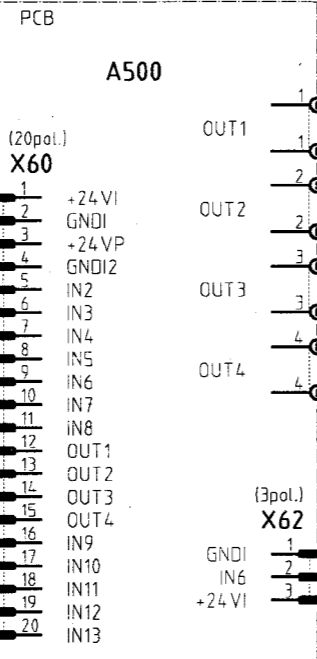 PCB
A500
(20pol.)
X60
1 +24VI
2 GNDI
3 +24VP
4 GNDI2
5 IN2
6 IN3
7 IN4
8 IN5
9 IN6
10 IN7
11 IN8
12 OUT1
13 OUT2
14 OUT3
15 OUT4
16 IN9
17 IN10
18 IN11
19 IN12
20 IN13
1
OUT1
1
2
OUT2
2
3
OUT3
3
4
OUT4
4
(3pol.)
X62
GNDI 1
IN6 2
+24VI 3